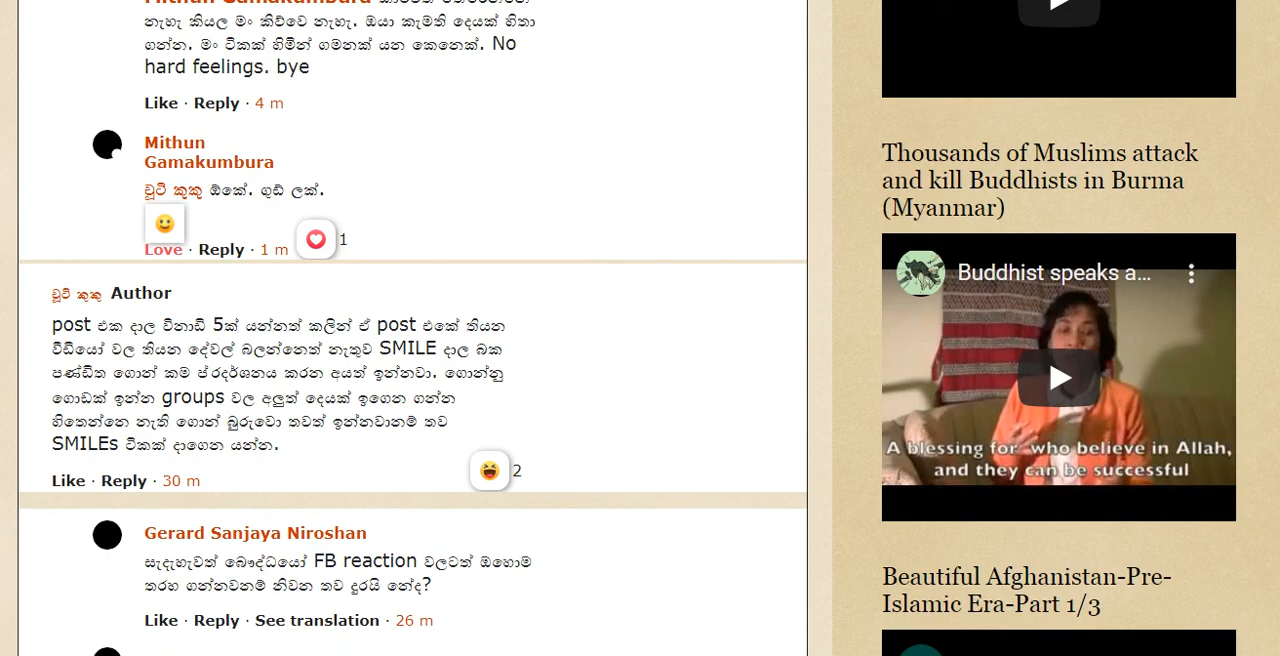 නැහැ කියල මං කිව්වෙ නැහැ. ඔයා කැමති දෙයක් හිතා
ගන්න. මං ටිකක් හිමින් ගමනක් යන කෙනෙක්. No
hard feelings. bye
Like · Reply · 4 m
Mithun
Gamakumbura
චූටි කුකු ඕකේ. ගුඩ් ලක්.
Love · Reply · 1 m
1
චූටි කුකු Author
post එක දාල විනාඩි 5ක් යන්නත් කලින් ඒ post එකේ තියන
වීඩියෝ වල තියන දේවල් බලන්නෙත් නැතුව SMILE දාල බක
පණ්ඩිත ගොන් කම ප්රදර්ශනය කරන අයත් ඉන්නවා. ගොන්නු
ගොඩක් ඉන්න groups වල අලුත් දෙයක් ඉගෙන ගන්න
හිතෙන්නෙ නැති ගොන් බුරුවො තවත් ඉන්නවානම් තව
SMILEs ටිකක් දාගෙන යන්න.
Like · Reply · 30 m
2
Gerard Sanjaya Niroshan
සැදැහැවත් බෞද්ධයෝ FB reaction වලටත් ඔහොම
තරහ ගන්නවනම් නිවන තව දුරයි නේද?
Like · Reply · See translation · 26 m
Thousands of Muslims attack
and kill Buddhists in Burma
(Myanmar)
Buddhist speaks a...
A blessing for who believe in Allah,
and they can be successful
Beautiful Afghanistan-Pre-
Islamic Era-Part 1/3